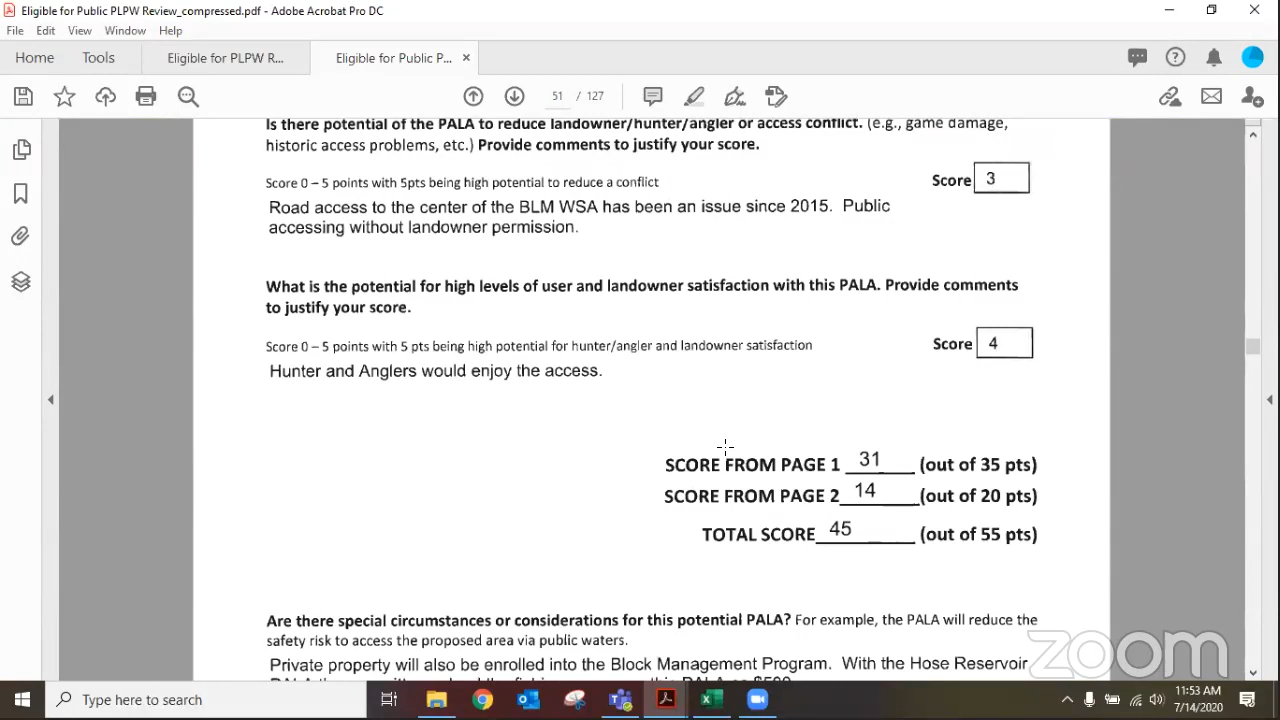 Eligible for Public PLPW Review_compressed.pdf - Adobe Acrobat Pro DC
File Edit View Window Help
Home Tools Eligible for PLPW R... Eligible for Public P... ×
51 / 127
Is there potential of the PALA to reduce landowner/hunter/angler or access conflict. (e.g., game damage,
historic access problems, etc.) Provide comments to justify your score.
Score 0 – 5 points with 5pts being high potential to reduce a conflict Score 3
Road access to the center of the BLM WSA has been an issue since 2015. Public
accessing without landowner permission.
What is the potential for high levels of user and landowner satisfaction with this PALA. Provide comments
to justify your score.
Score 0 – 5 points with 5 pts being high potential for hunter/angler and landowner satisfaction Score 4
Hunter and Anglers would enjoy the access.
SCORE FROM PAGE 1 31 (out of 35 pts)
SCORE FROM PAGE 2 14 (out of 20 pts)
TOTAL SCORE 45 (out of 55 pts)
Are there special circumstances or considerations for this potential PALA? For example, the PALA will reduce the
safety risk to access the proposed area via public waters.
Private property will also be enrolled into the Block Management Program. With the Hose Reservoir
zoom
Type here to search
11:53 AM
7/14/2020